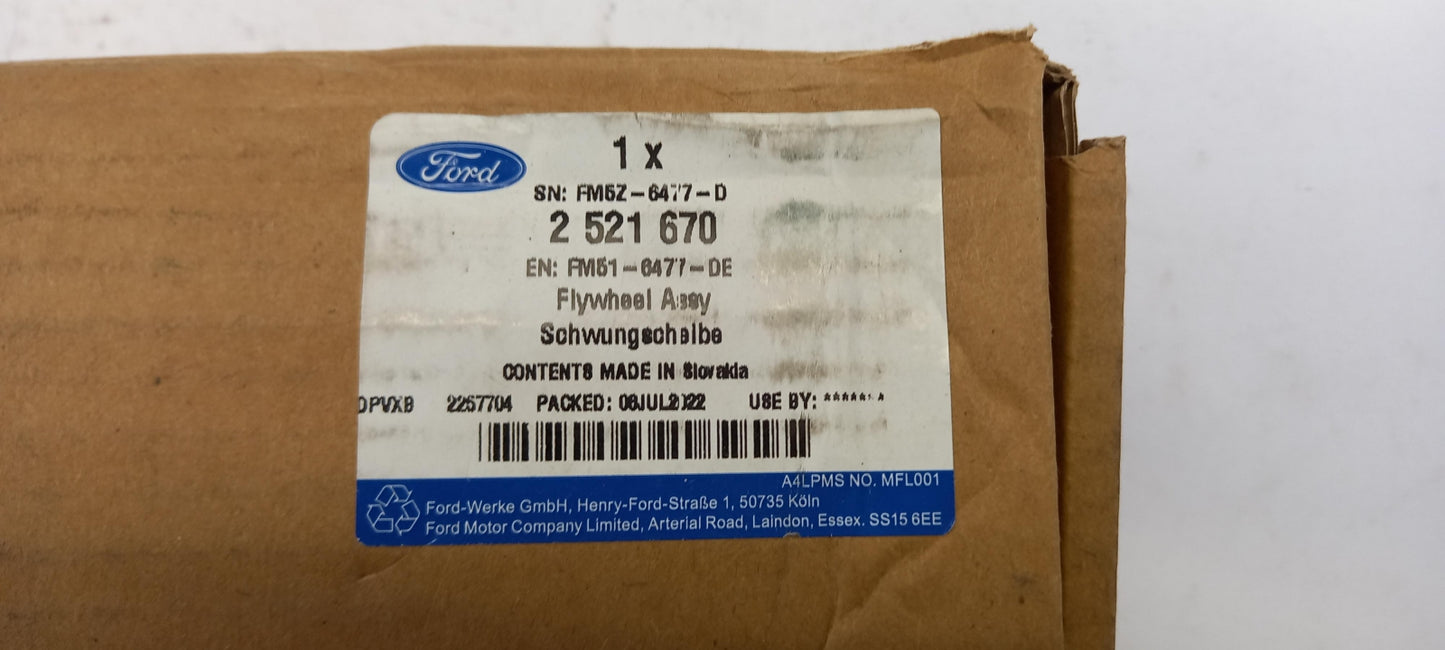 Ford
1 x
SN: FM5Z-6477-D
2 521 670
EN: FM51-6477-DE
Flywheel Assy
Schwungscheibe
CONTENTS MADE IN Slovakia
DPVXB 2257704 PACKED: 06JUL2022 USE BY: *******
A4LPMS NO. MFL001
Ford-Werke GmbH, Henry-Ford-Straße 1, 50735 Köln
Ford Motor Company Limited, Arterial Road, Laindon, Essex. SS15 6EE